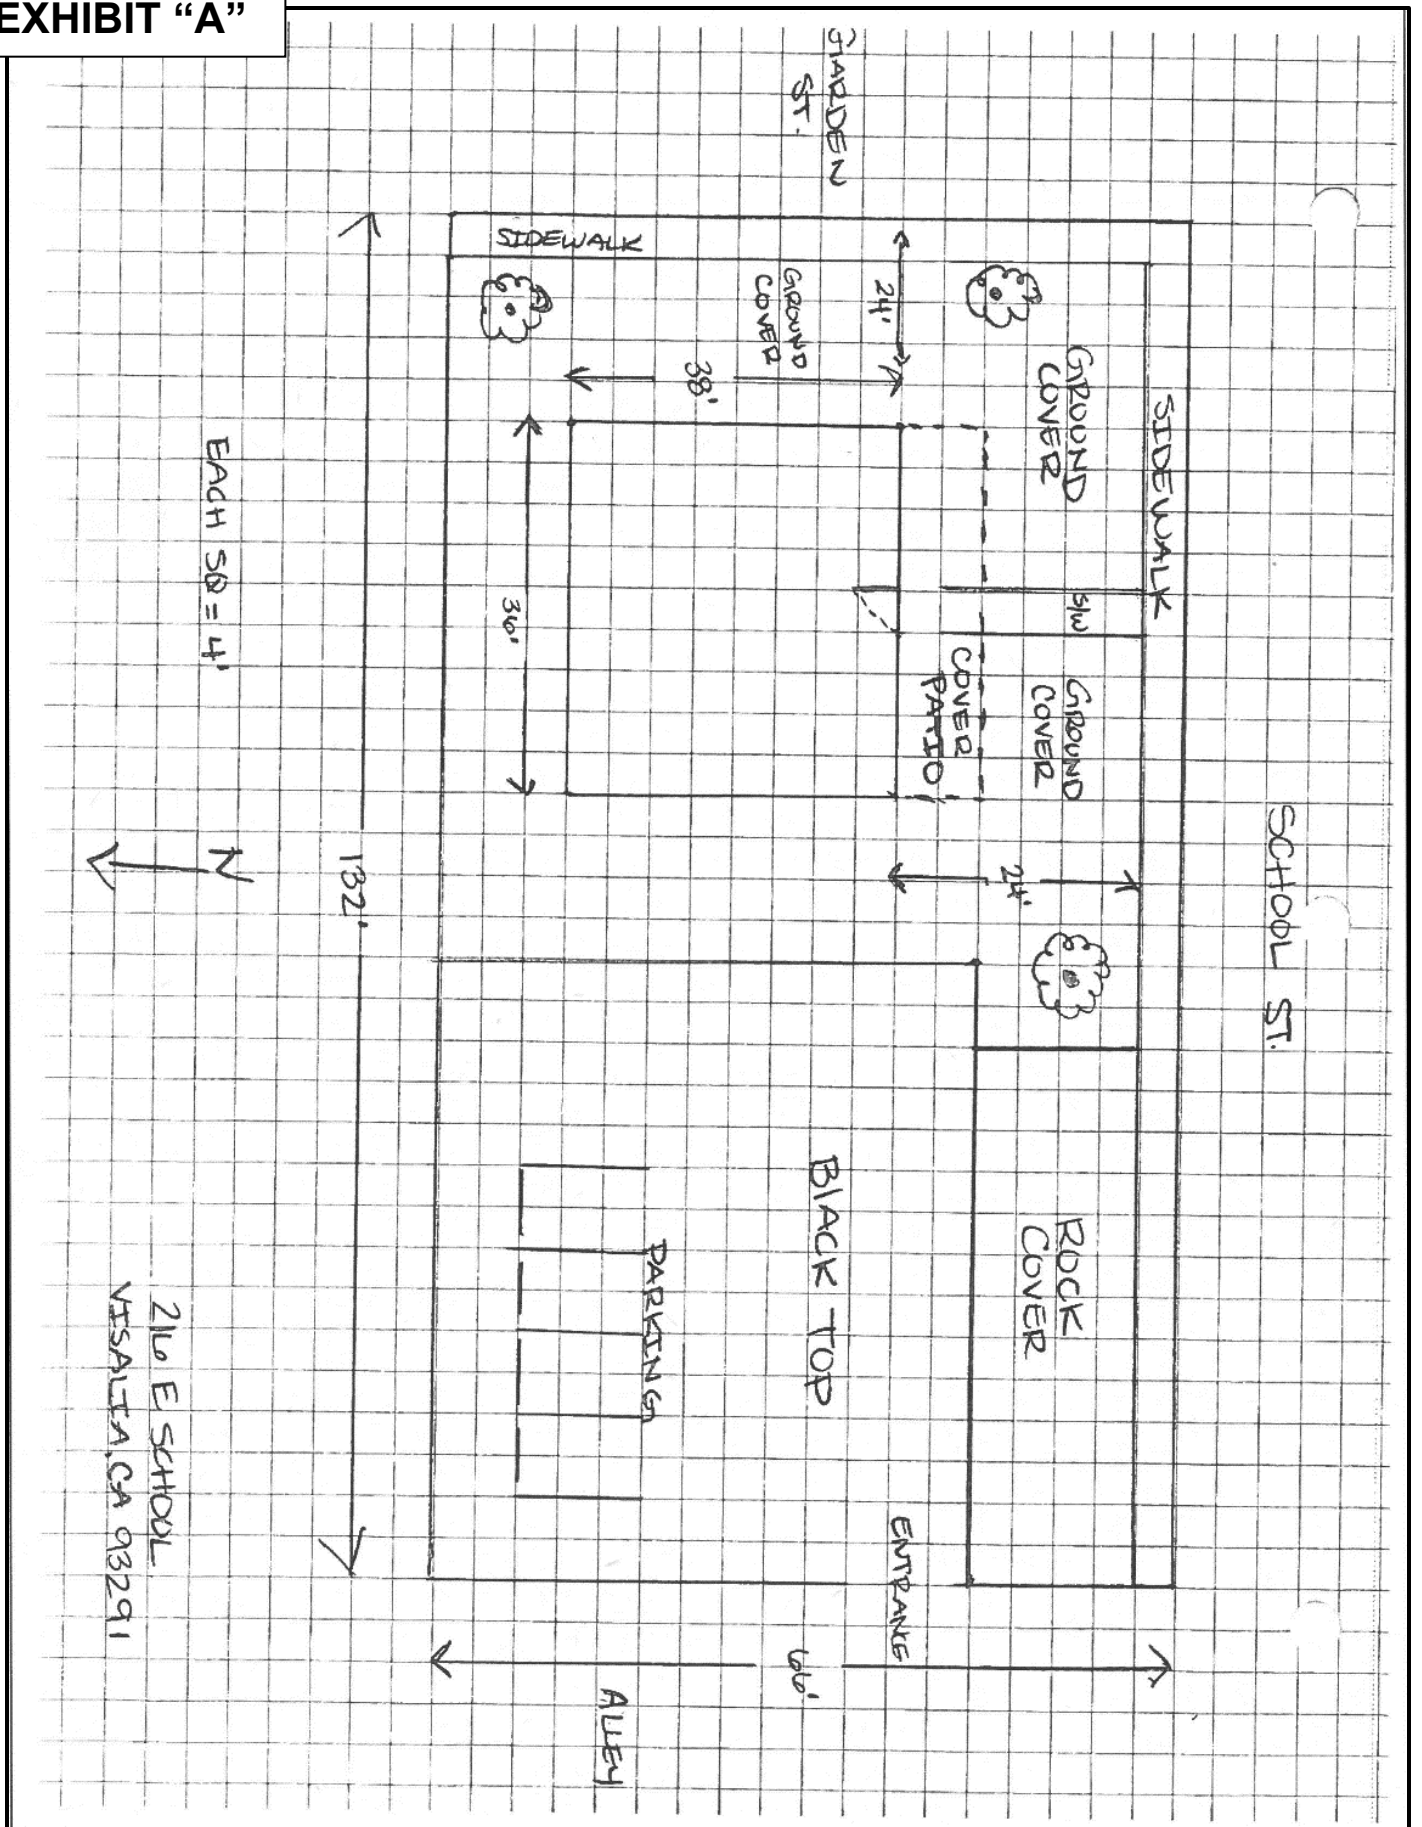 EXHIBIT “A”
GARDEN
ST.
SIDEWALK
GROUND
COVER
24'
38'
GROUND
COVER
SIDEWALK
S/W
36'
COVER
PATIO
GROUND
COVER
24'
SCHOOL ST.
EACH SQ = 4'
N
132'
BLACK TOP
PARKING
ROCK
COVER
ENTRANCE
66'
ALLEY
216 E SCHOOL
VISALIA, CA 93291